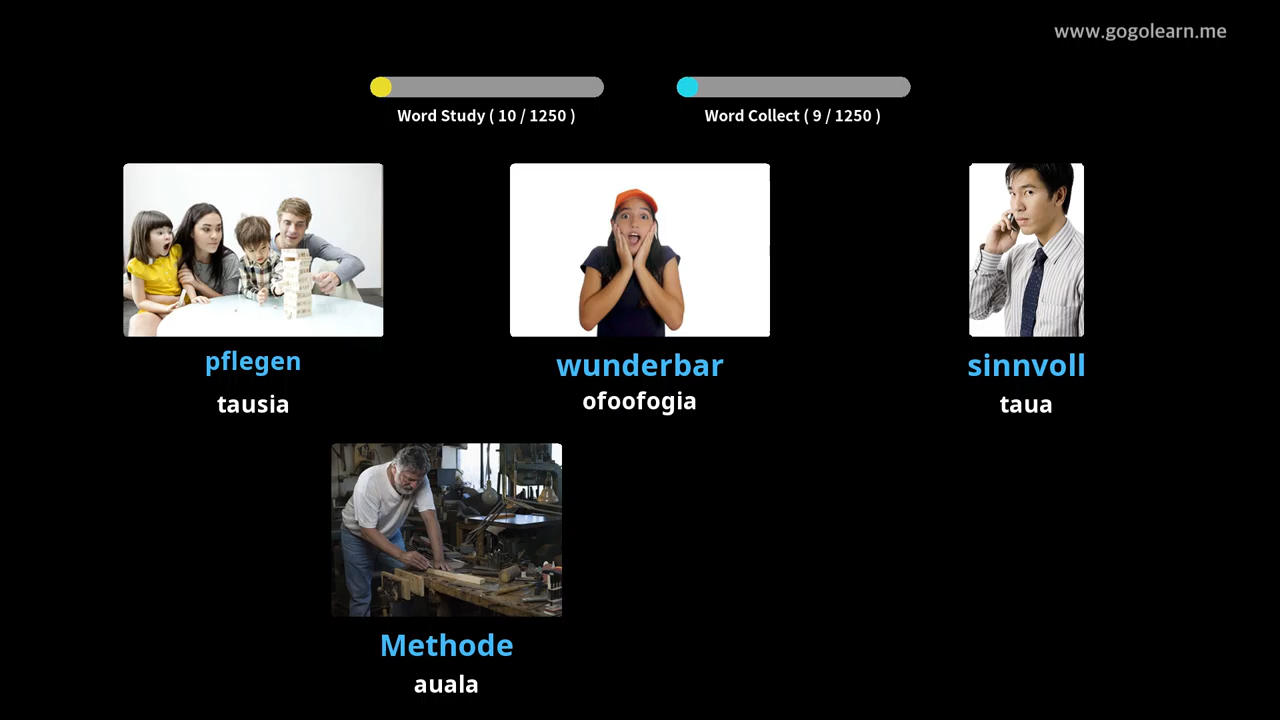 www.gogolearn.me
Word Study ( 10 / 1250 )
Word Collect ( 9 / 1250 )
pflegen
tausia
wunderbar
ofoofogia
sinnvoll
taua
Methode
auala